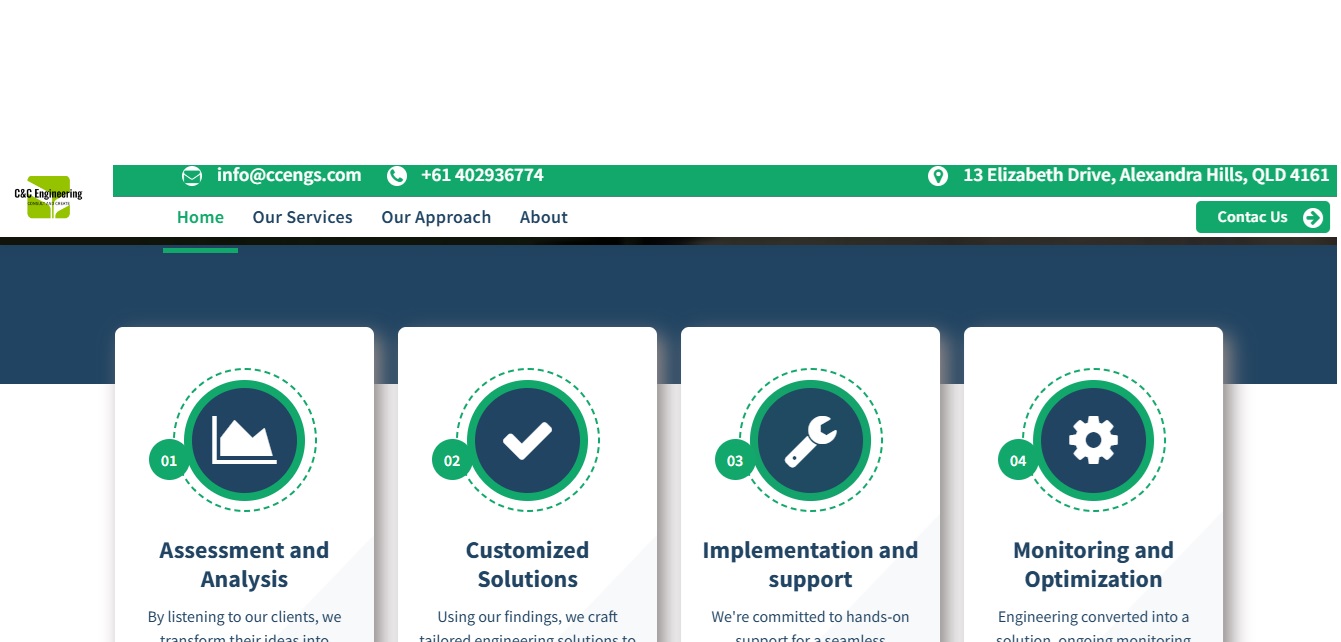 info@ccengs.com +61 402936774 13 Elizabeth Drive, Alexandra Hills, QLD 4161
C&C Engineering
Home Our Services Our Approach About Contac Us
01 02 03 04
Assessment and Customized Implementation and Monitoring and
Analysis Solutions support Optimization
By listening to our clients, we Using our findings, we craft We're committed to hands-on Engineering converted into a
transform their ideas into tailored engineering solutions to support for a seamless solution, ongoing monitoring